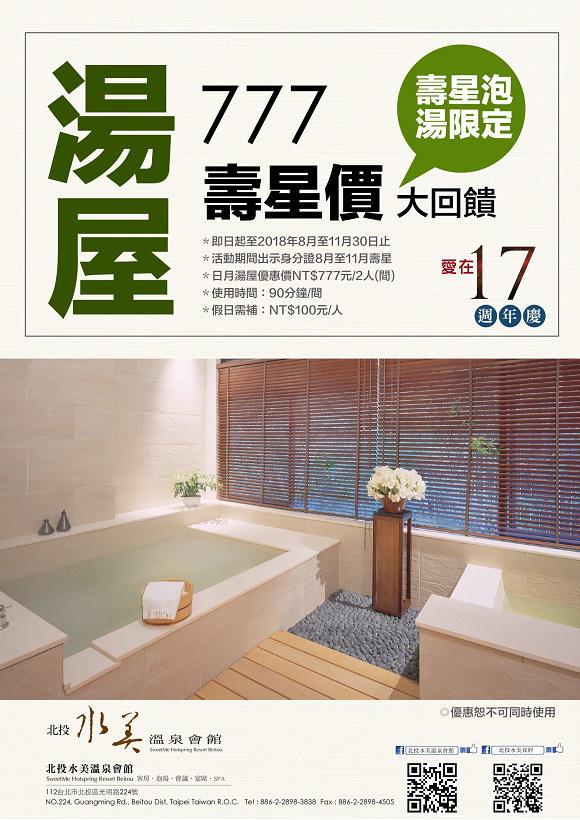 湯屋
777
壽星泡
湯限定
壽星價 大回饋
＊即日起至2018年8月至11月30日止
＊活動期間出示身分證8月至11月壽星
＊日月湯屋優惠價NT$777元/2人(間)
＊使用時間：90分鐘/間
＊假日需補：NT$100元/人
愛在17
週年慶
◎優惠恕不可同時使用
北投 水美 溫泉會館
SweetMe Hotspring Resort Beitou
北投水美溫泉會館
SweetMe Hotspring Resort Beitou 客房・泡湯・會議・宴席・SPA
112台北市北投區光明路224號
NO.224, Guangming Rd., Beitou Dist, Taipei Taiwan R.O.C. Tel : 886-2-2898-3838 Fax : 886-2-2898-4505
北投水美溫泉會館
北投水美食府